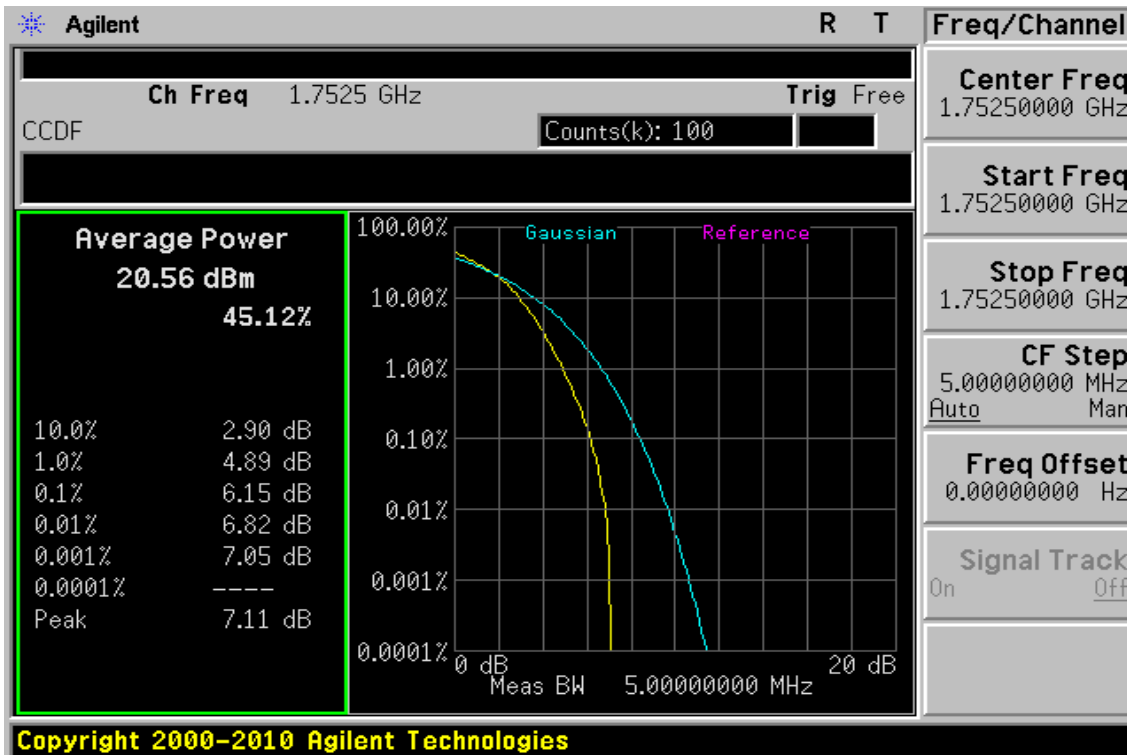 Agilent R T Freq/Channel
Ch Freq 1.7525 GHz Trig Free
CCDF Counts(k): 100
Center Freq
1.75250000 GHz
Start Freq
1.75250000 GHz
Stop Freq
1.75250000 GHz
CF Step
5.00000000 MHz
Auto Man
Freq Offset
0.00000000 Hz
Signal Track
On Off
Average Power
20.56 dBm
45.12%
10.0% 2.90 dB
1.0% 4.89 dB
0.1% 6.15 dB
0.01% 6.82 dB
0.001% 7.05 dB
0.0001% ----
Peak 7.11 dB
Gaussian Reference
100.00%
10.00%
1.00%
0.10%
0.01%
0.001%
0.0001%
0 dB 20 dB
Meas BW 5.00000000 MHz
Copyright 2000-2010 Agilent Technologies